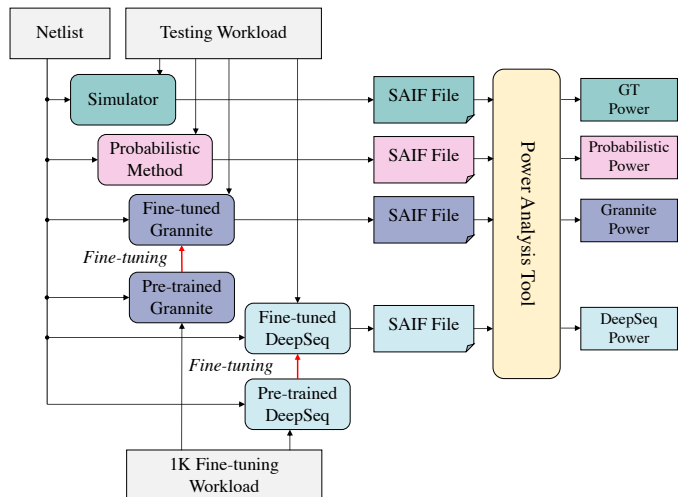 Netlist
Testing Workload
Simulator
SAIF File
GT
Power
Probabilistic
Method
SAIF File
Probabilistic
Power
Fine-tuned
Grannite
SAIF File
Grannite
Power
Power Analysis Tool
Fine-tuning
Pre-trained
Grannite
Fine-tuned
DeepSeq
SAIF File
DeepSeq
Power
Fine-tuning
Pre-trained
DeepSeq
1K Fine-tuning
Workload